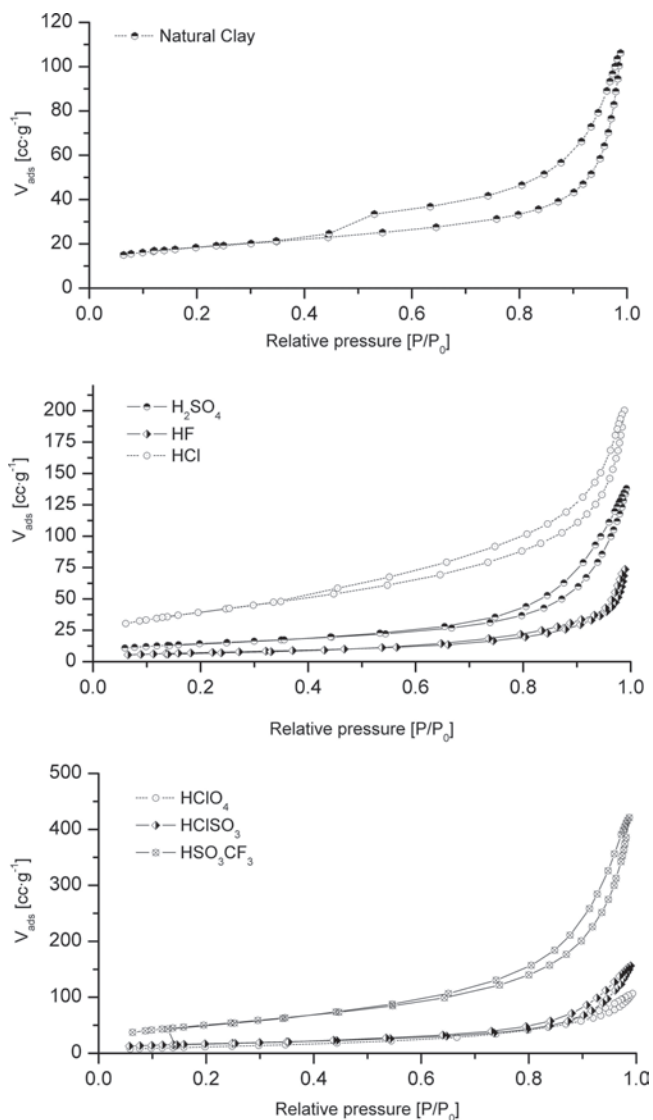 Natural Clay
120
100
80
60
40
20
0
V_ads [cc·g⁻¹]
0.0 0.2 0.4 0.6 0.8 1.0
Relative pressure [P/P₀]
H₂SO₄
HF
HCl
200
175
150
125
100
75
50
25
0
V_ads [cc·g⁻¹]
0.0 0.2 0.4 0.6 0.8 1.0
Relative pressure [P/P₀]
HClO₄
HClSO₃
HSO₃CF₃
500
400
300
200
100
0
V_ads [cc·g⁻¹]
0.0 0.2 0.4 0.6 0.8 1.0
Relative pressure [P/P₀]